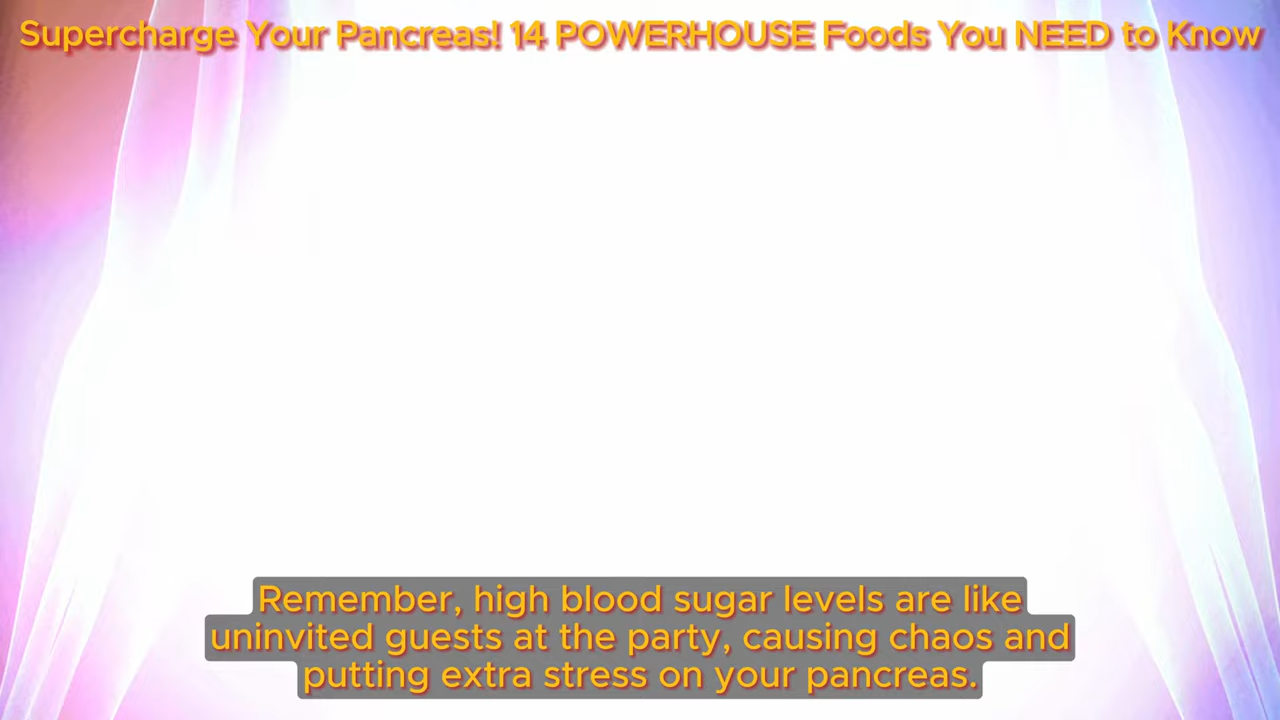 Supercharge Your Pancreas! 14 POWERHOUSE Foods You NEED to Know
Remember, high blood sugar levels are like
uninvited guests at the party, causing chaos and
putting extra stress on your pancreas.